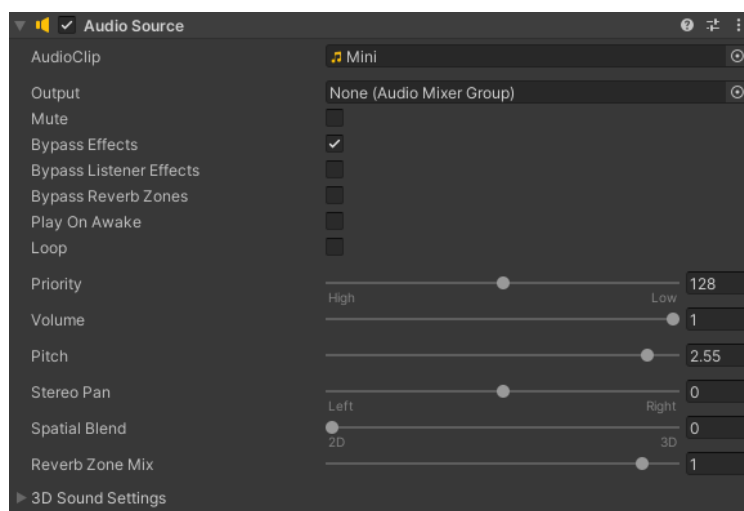 Audio Source
AudioClip Mini
Output None (Audio Mixer Group)
Mute
Bypass Effects
Bypass Listener Effects
Bypass Reverb Zones
Play On Awake
Loop
Priority 128
High Low
Volume 1
Pitch 2.55
Stereo Pan 0
Left Right
Spatial Blend 0
2D 3D
Reverb Zone Mix 1
3D Sound Settings